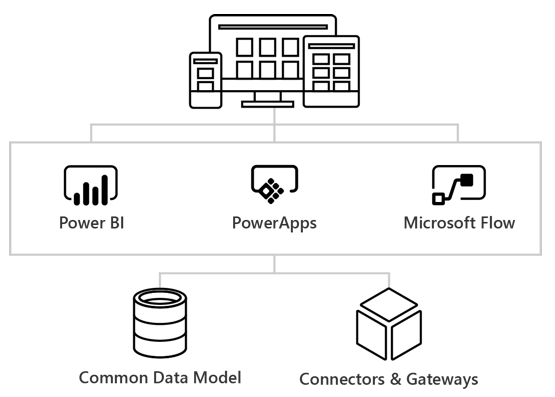 Power BI
PowerApps
Microsoft Flow
Common Data Model
Connectors & Gateways